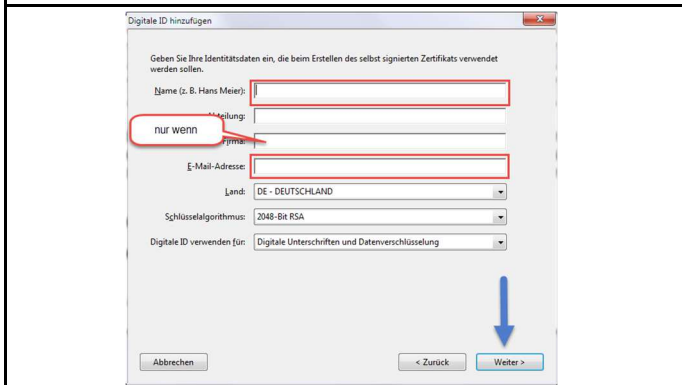 Digitale ID hinzufügen
Geben Sie Ihre Identitätsdaten ein, die beim Erstellen des selbst signierten Zertifikats verwendet
werden sollen.
Name (z. B. Hans Meier):
nur wenn
Firma:
E-Mail-Adresse:
Land: DE - DEUTSCHLAND
Schlüsselalgorithmus: 2048-Bit RSA
Digitale ID verwenden für: Digitale Unterschriften und Datenverschlüsselung
Abbrechen < Zurück Weiter >